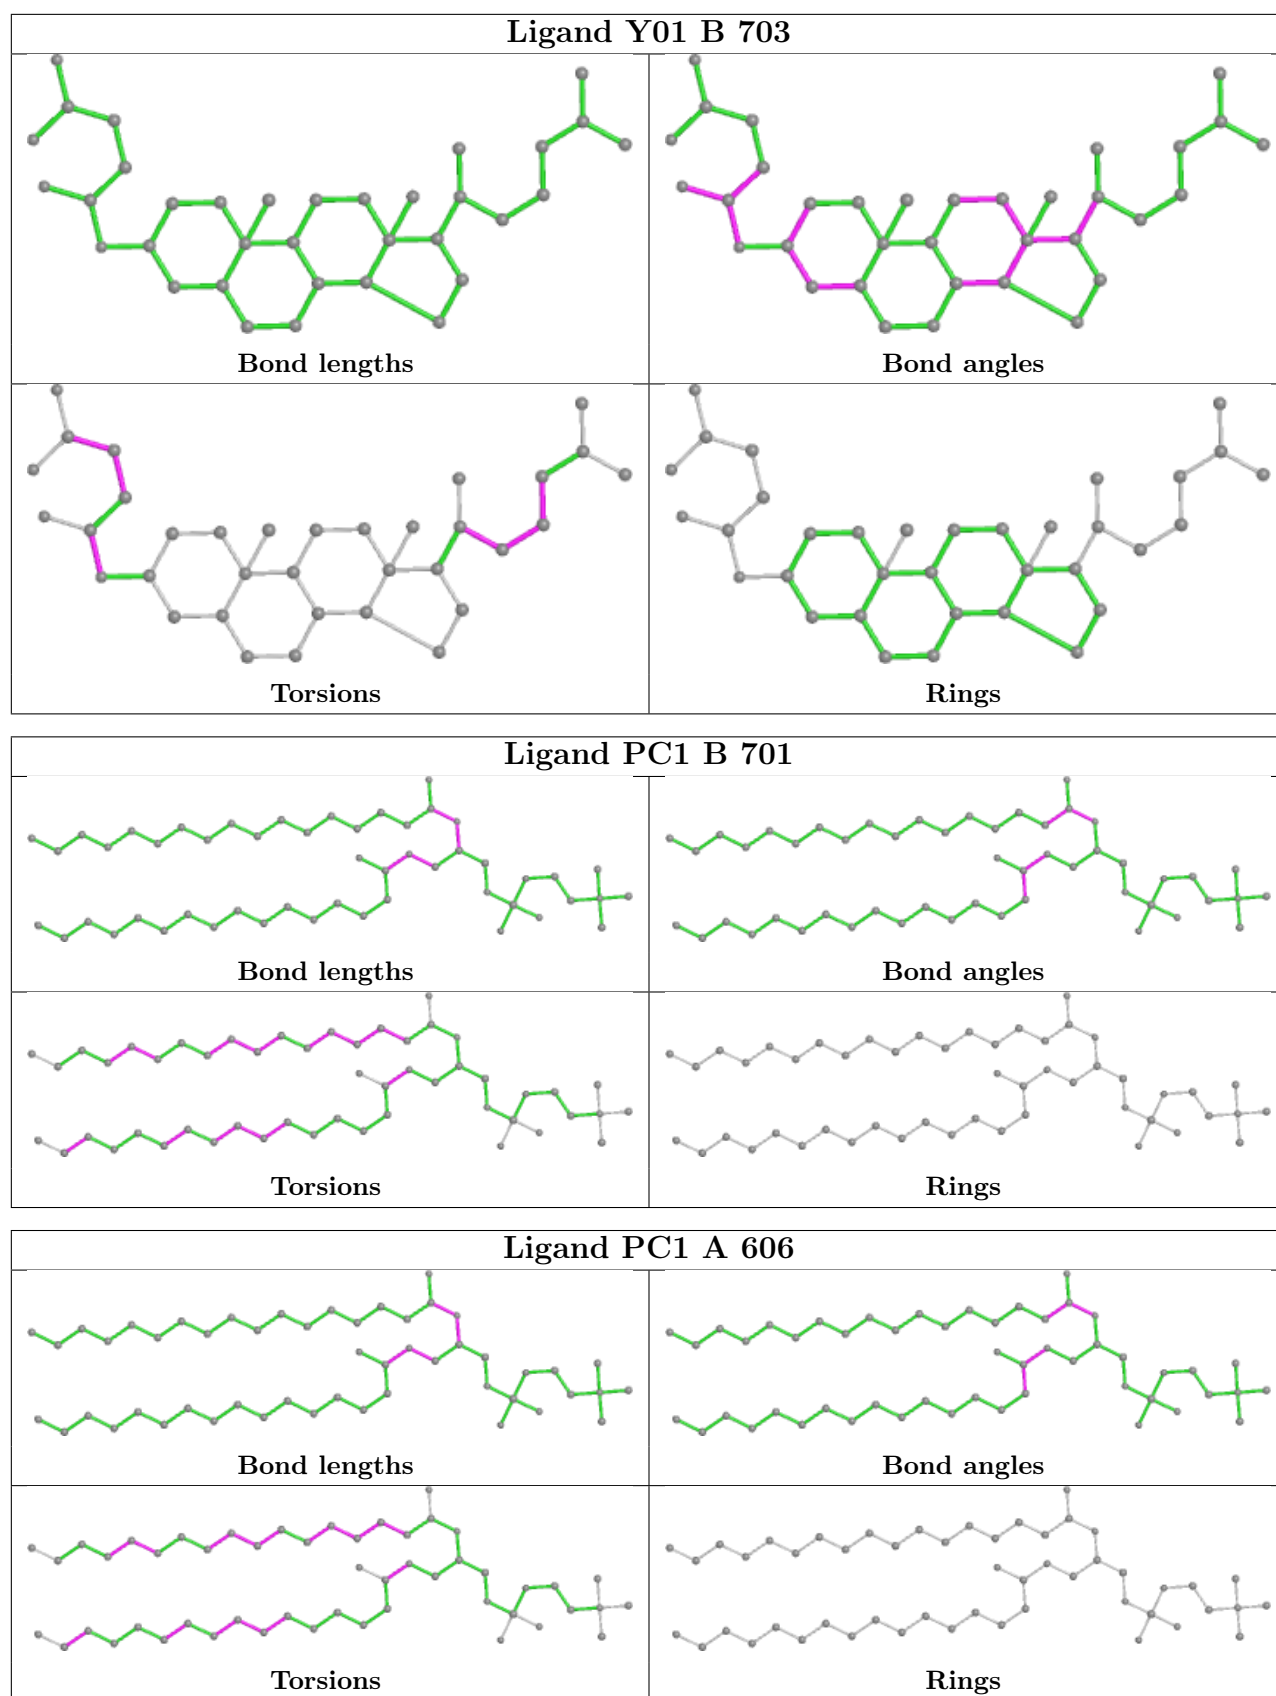 Ligand Y01 B 703
Bond lengths
Bond angles
Torsions
Rings
Ligand PC1 B 701
Bond lengths
Bond angles
Torsions
Rings
Ligand PC1 A 606
Bond lengths
Bond angles
Torsions
Rings